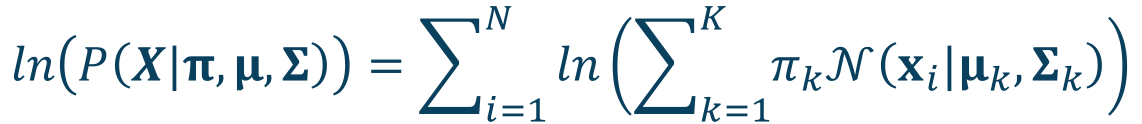 ln(P(X|π, μ, Σ)) = ∑_{i=1}^{N} ln(∑_{k=1}^{K} π_k 𝒩(x_i|μ_k, Σ_k))